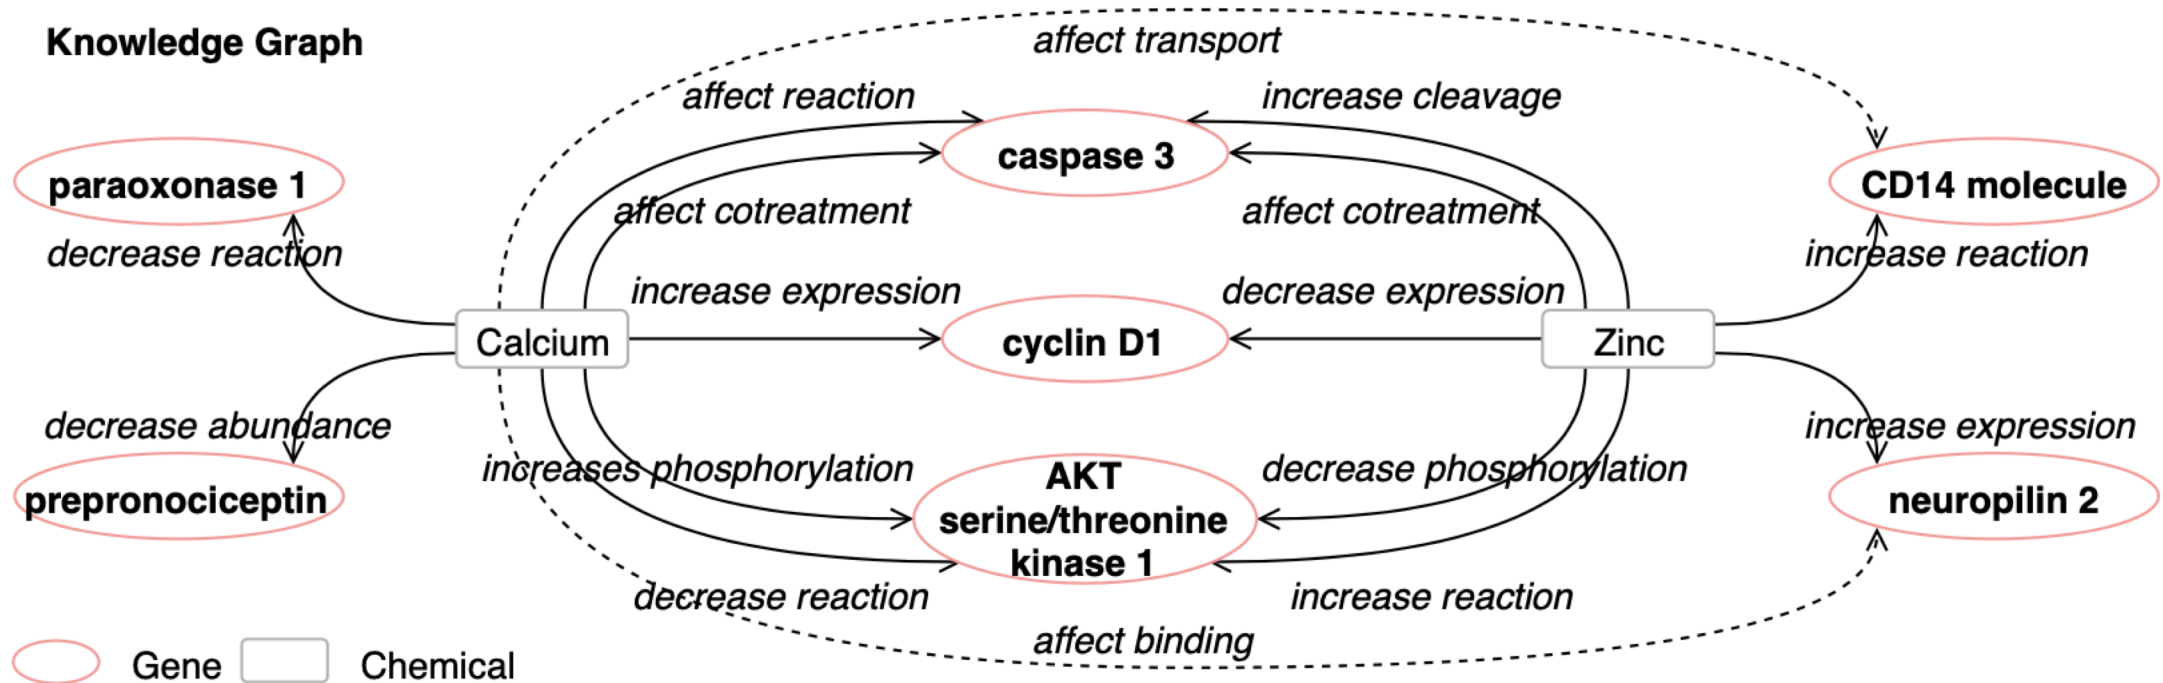 Knowledge Graph
affect transport
affect reaction
increase cleavage
caspase 3
paraoxonase 1
CD14 molecule
affect cotreatment
affect cotreatment
decrease reaction
increase reaction
increase expression
decrease expression
Calcium
cyclin D1
Zinc
decrease abundance
increase expression
increases phosphorylation
decrease phosphorylation
AKT
serine/threonine
kinase 1
prepronociceptin
neuropilin 2
decrease reaction
increase reaction
affect binding
Gene
Chemical